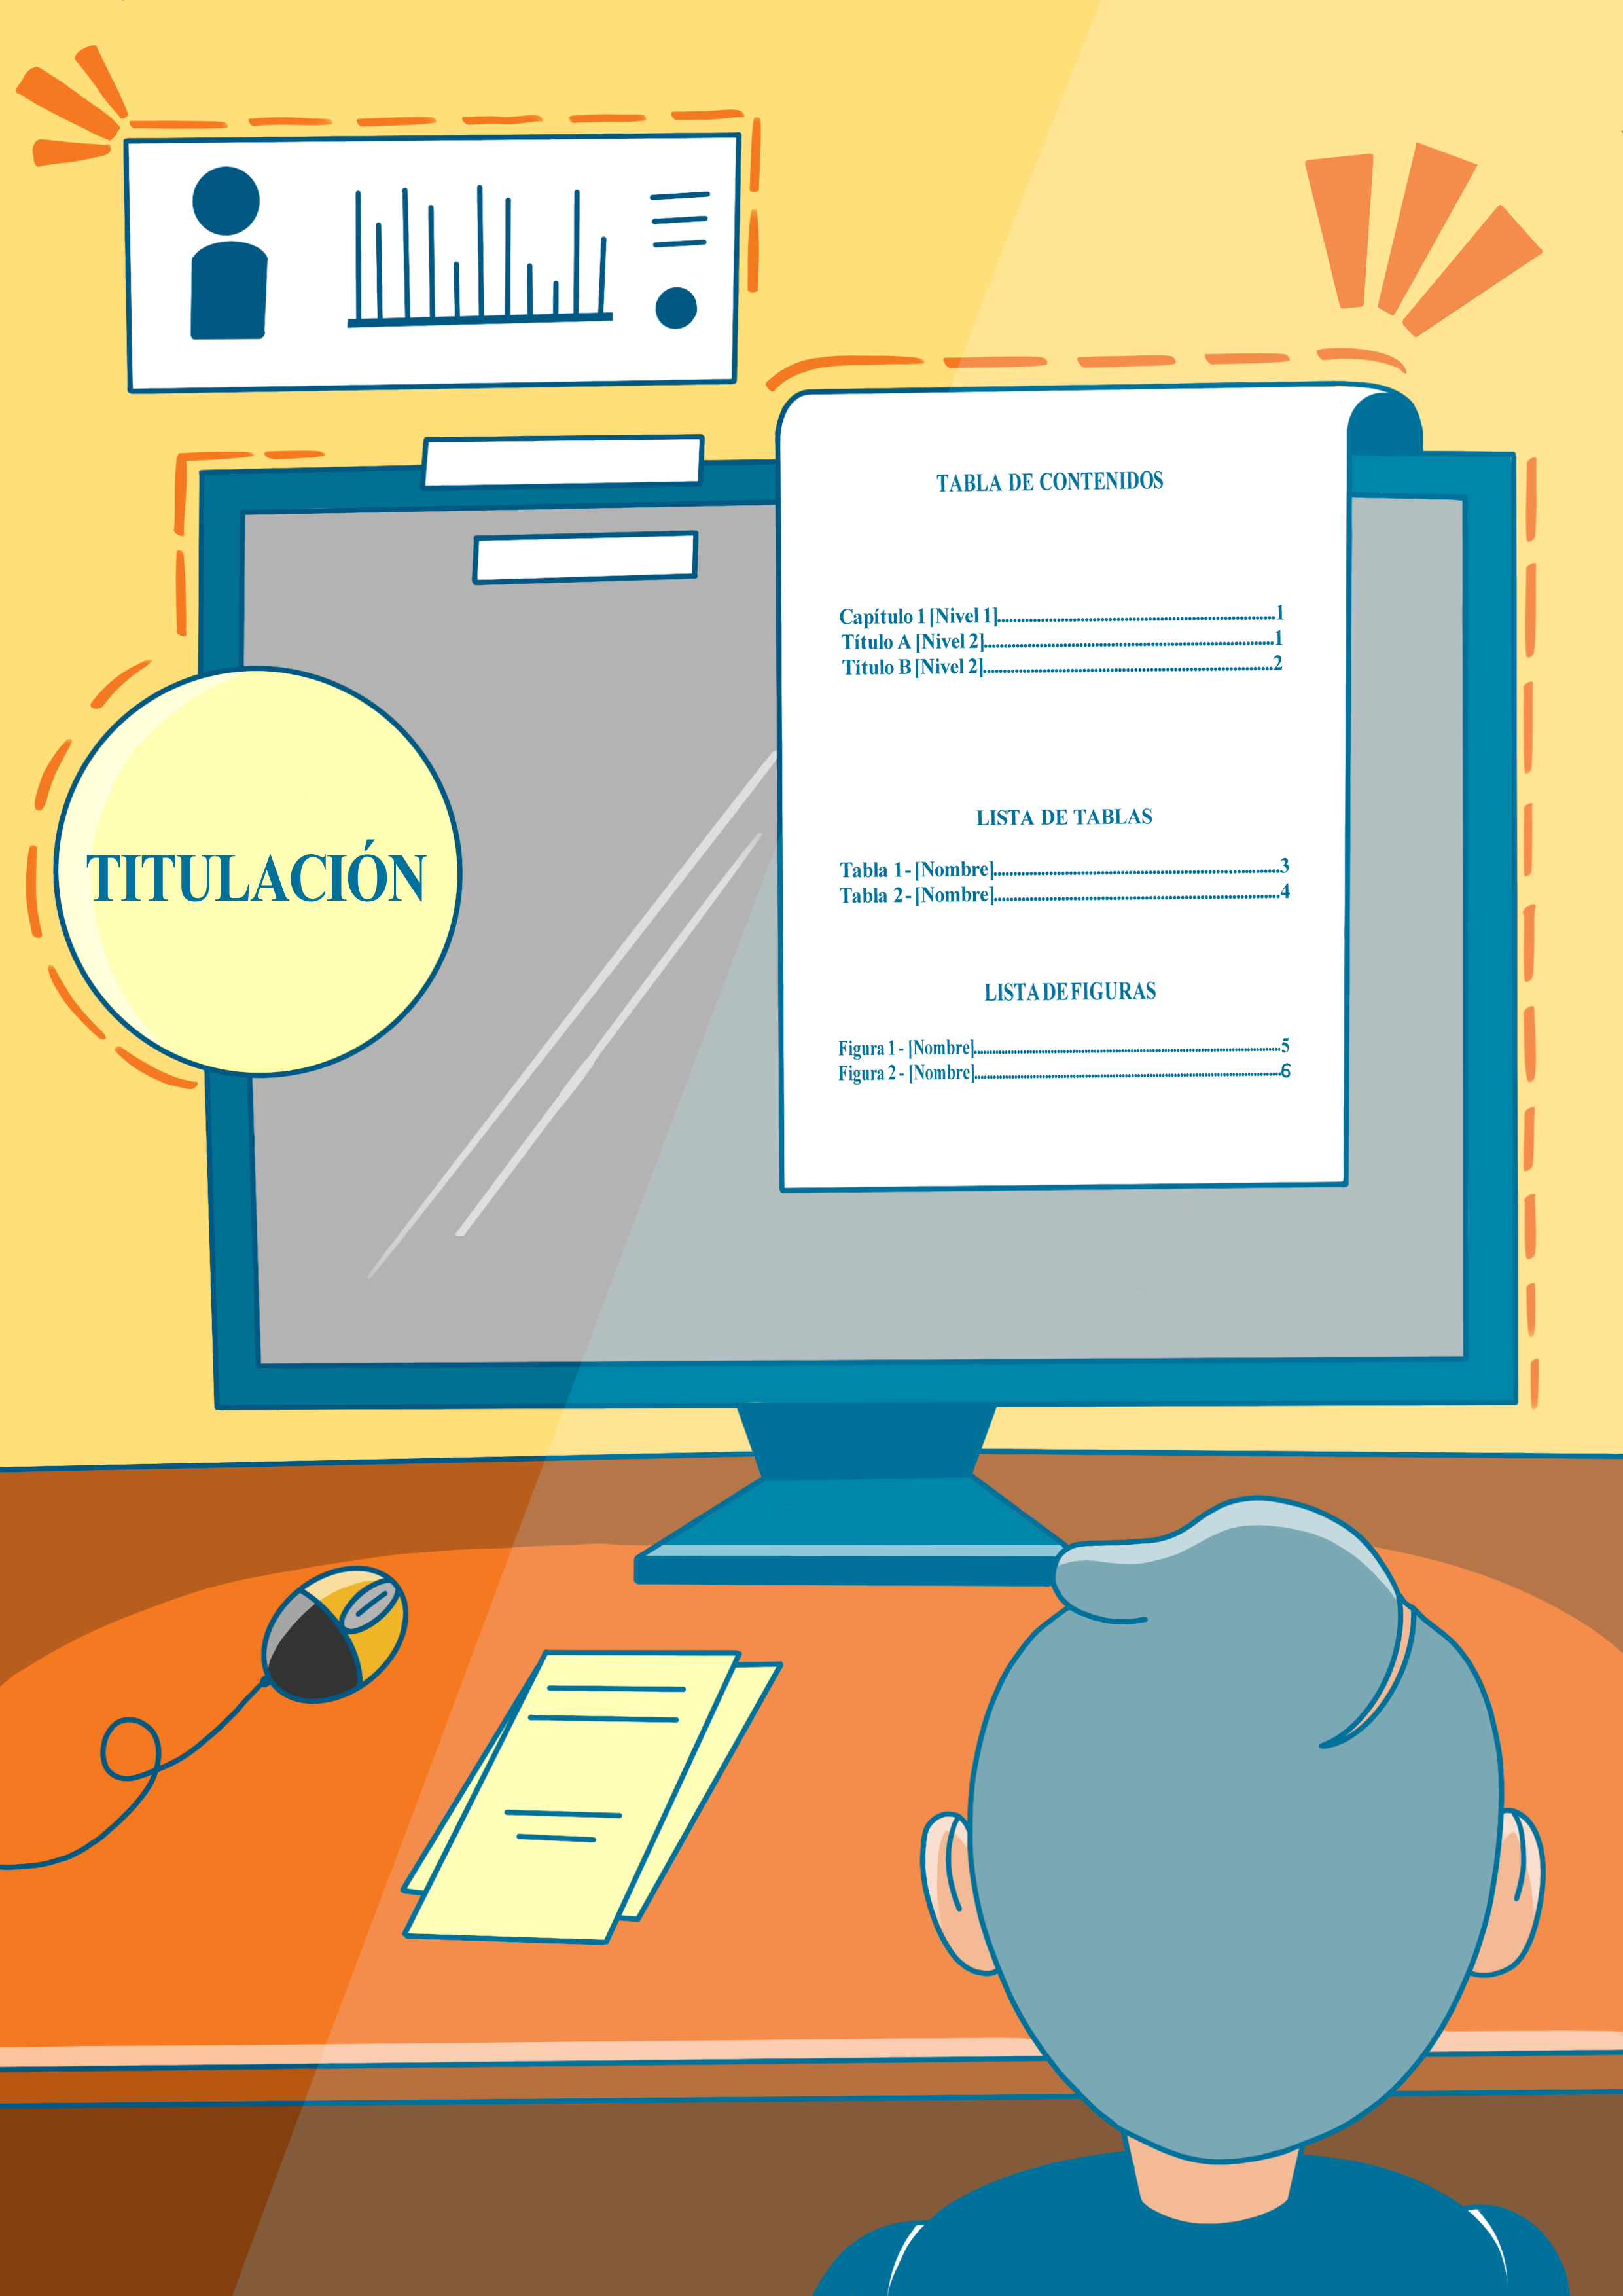 TABLA DE CONTENIDOS
Capítulo 1 [Nivel 1]........................................1
Título A [Nivel 2]........................................1
Título B [Nivel 2]........................................2
TITULACIÓN
LISTA DE TABLAS
Tabla 1- [Nombre]........................................3
Tabla 2- [Nombre]........................................4
LISTA DE FIGURAS
Figura 1 - [Nombre]........................................5
Figura 2 - [Nombre]........................................6